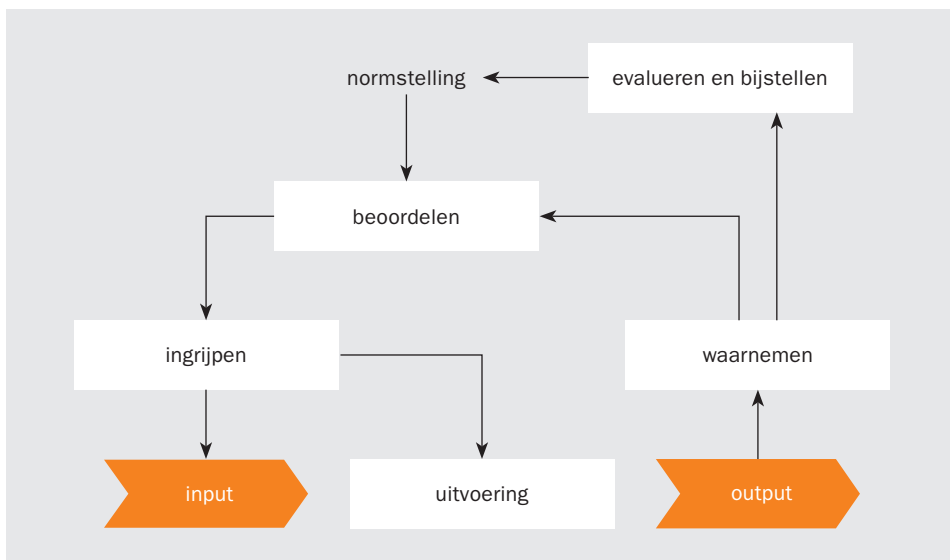 normstelling
evalueren en bijstellen
beoordelen
ingrijpen
waarnemen
input
uitvoering
output